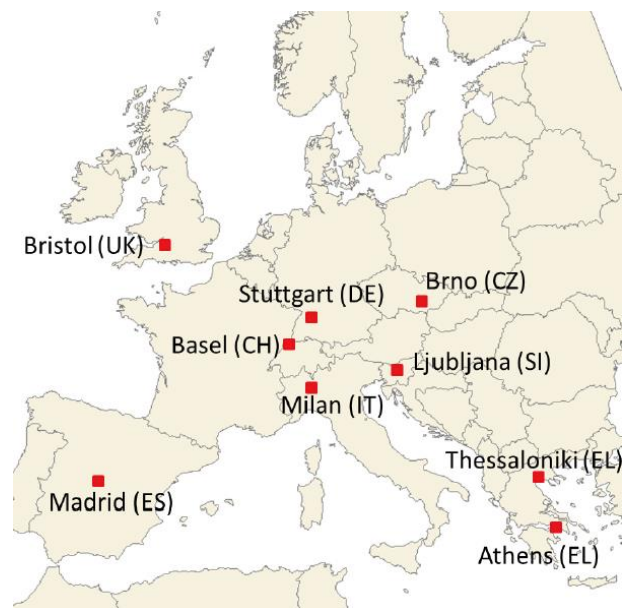 Bristol (UK)
Brno (CZ)
Stuttgart (DE)
Basel (CH)
Ljubljana (SI)
Milan (IT)
Thessaloniki (EL)
Madrid (ES)
Athens (EL)